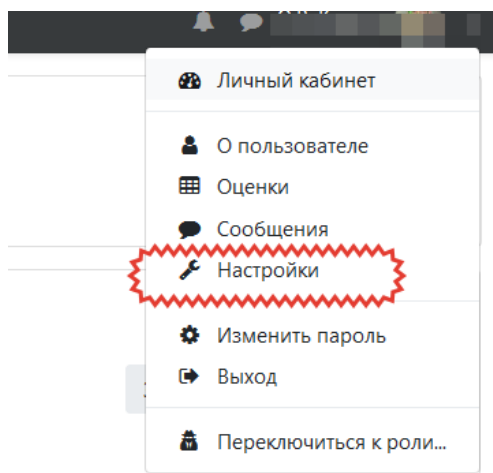 Личный кабинет
О пользователе
Оценки
Сообщения
Настройки
Изменить пароль
Выход
Переключиться к роли...